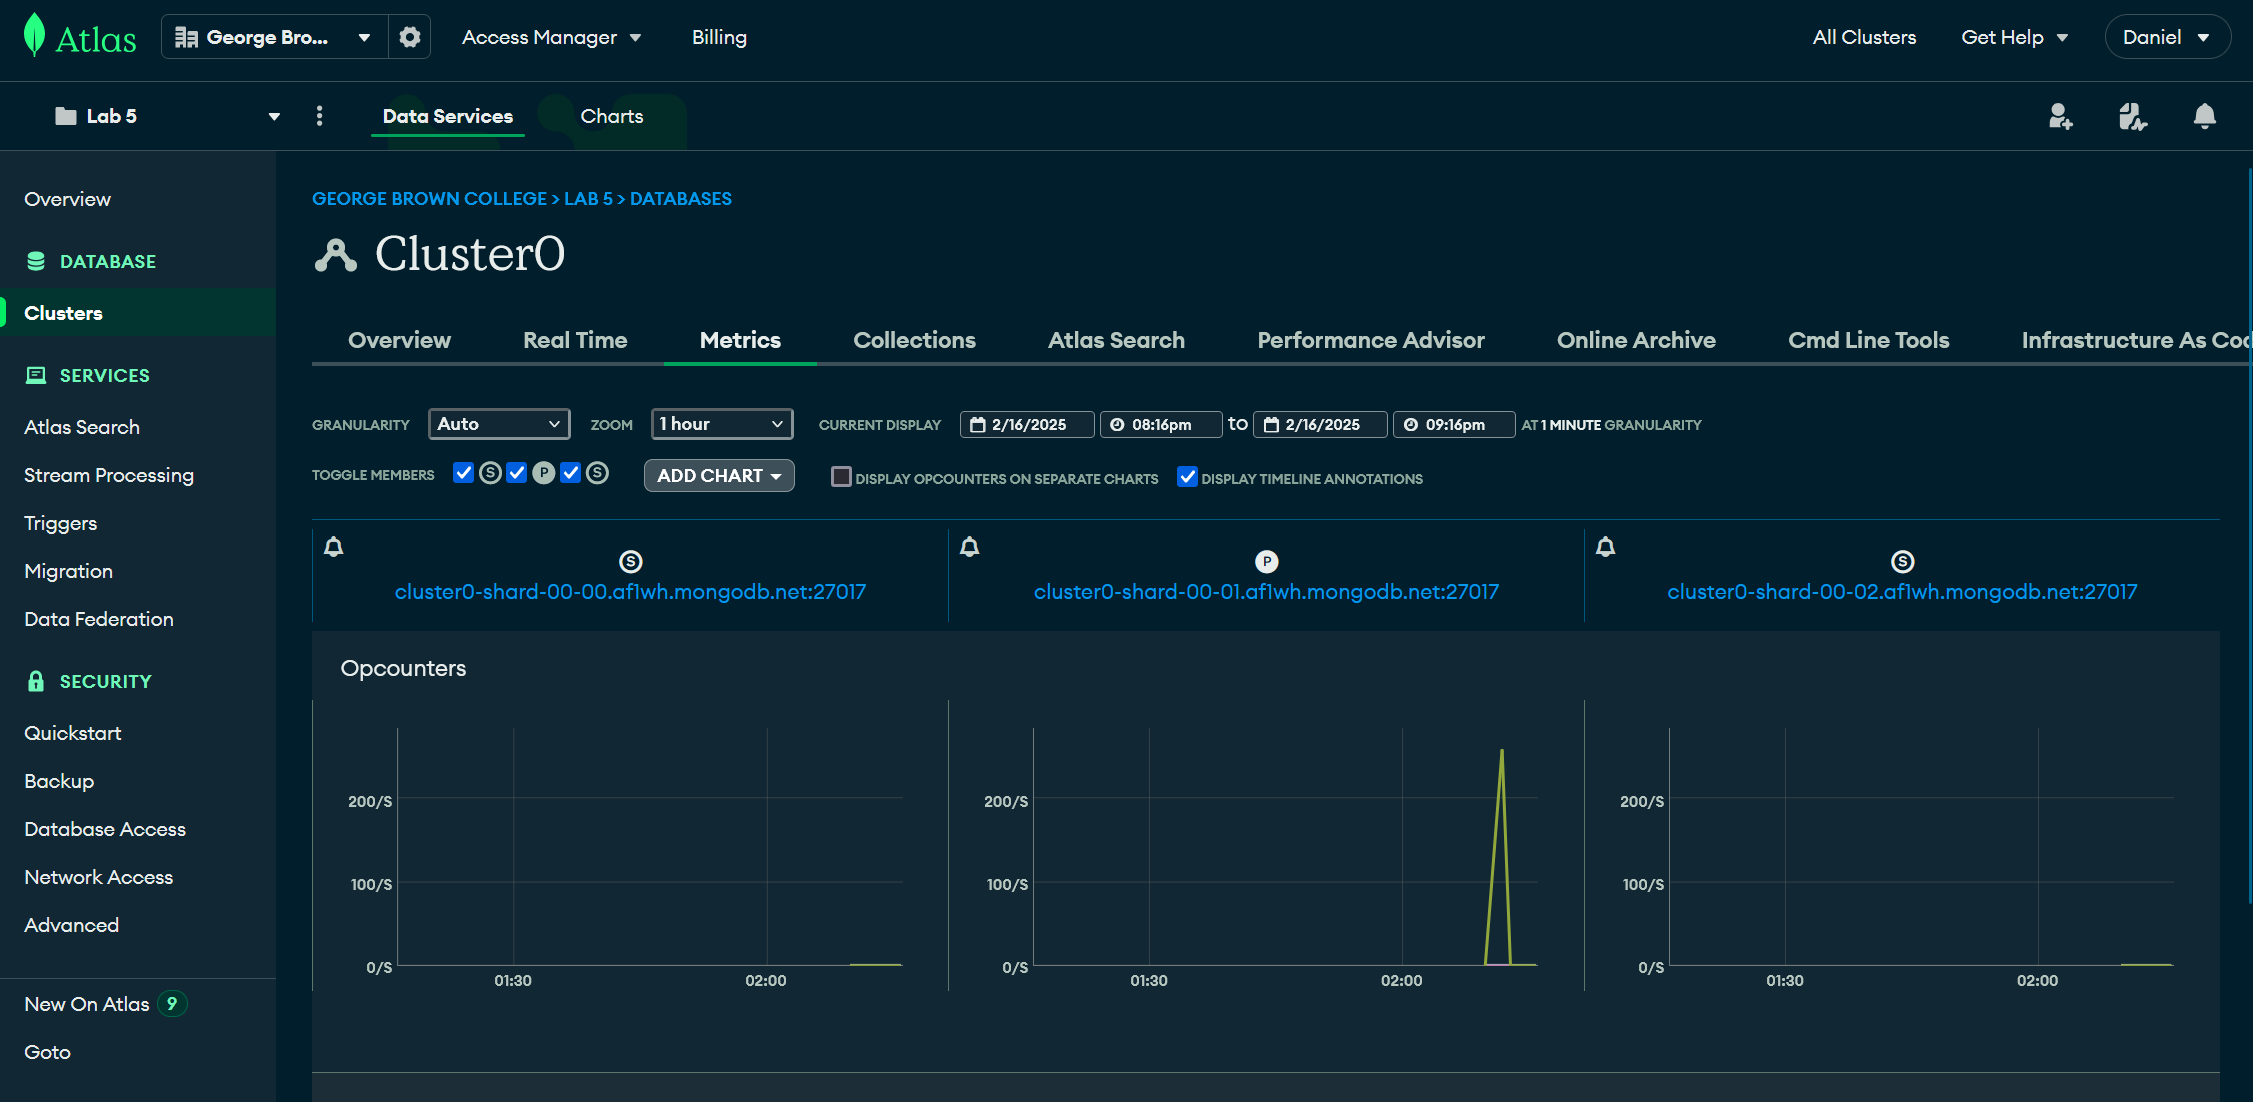 Atlas
George Bro...
Access Manager
Billing
All Clusters
Get Help
Daniel
Lab 5
Data Services
Charts
Overview
DATABASE
Clusters
SERVICES
Atlas Search
Stream Processing
Triggers
Migration
Data Federation
SECURITY
Quickstart
Backup
Database Access
Network Access
Advanced
New On Atlas 9
Goto
GEORGE BROWN COLLEGE > LAB 5 > DATABASES
Cluster0
Overview
Real Time
Metrics
Collections
Atlas Search
Performance Advisor
Online Archive
Cmd Line Tools
Infrastructure As Cod
GRANULARITY Auto ZOOM 1 hour CURRENT DISPLAY 2/16/2025 08:16pm to 2/16/2025 09:16pm AT 1 MINUTE GRANULARITY
TOGGLE MEMBERS S P S ADD CHART DISPLAY OPCOUNTERS ON SEPARATE CHARTS DISPLAY TIMELINE ANNOTATIONS
S
cluster0-shard-00-00.af1wh.mongodb.net:27017
P
cluster0-shard-00-01.af1wh.mongodb.net:27017
S
cluster0-shard-00-02.af1wh.mongodb.net:27017
Opcounters
200/S
100/S
0/S
01:30 02:00
200/S
100/S
0/S
01:30 02:00
200/S
100/S
0/S
01:30 02:00